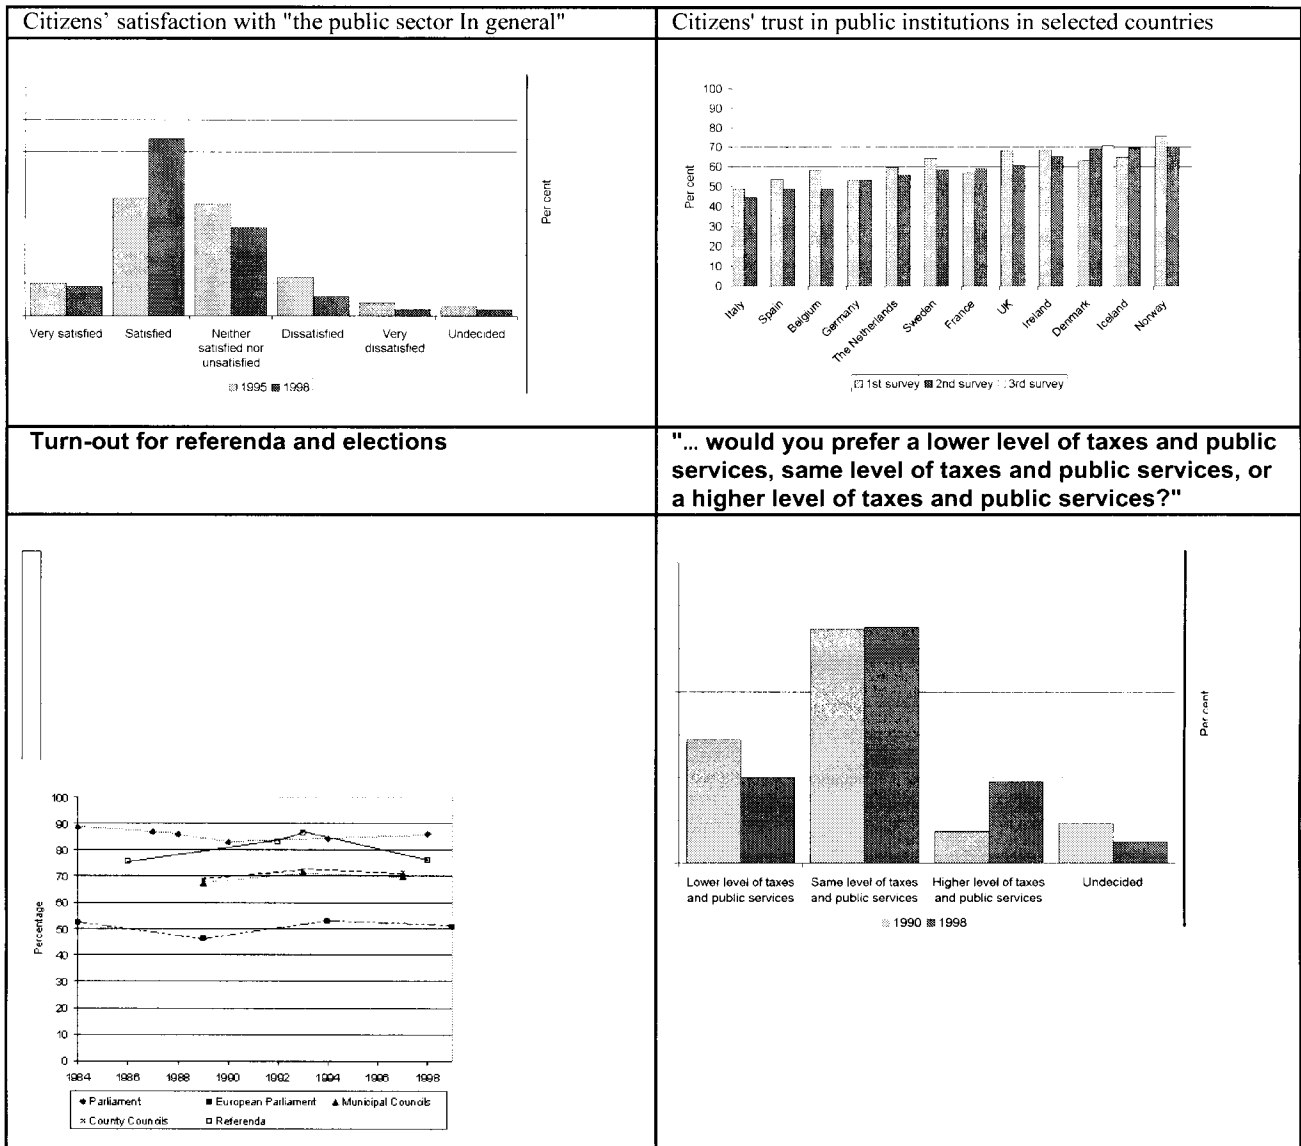 Citizens' satisfaction with "the public sector In general"
Citizens' trust in public institutions in selected countries
Per cent
Very satisfied
Satisfied
Neither satisfied nor unsatisfied
Dissatisfied
Very dissatisfied
Undecided
1995 1998
100
90
80
70
60
50
40
30
20
10
0
Per cent
Italy
Spain
Belgium
Germany
The Netherlands
Sweden
France
UK
Ireland
Denmark
Iceland
Norway
1st survey 2nd survey 3rd survey
Turn-out for referenda and elections
"... would you prefer a lower level of taxes and public
services, same level of taxes and public services, or
a higher level of taxes and public services?"
100
90
80
70
60
50
40
30
20
10
0
Percentage
1984 1986 1988 1990 1992 1994 1996 1998
Parliament European Parliament Municipal Councils
County Councils Referenda
Per cent
Lower level of taxes and public services
Same level of taxes and public services
Higher level of taxes and public services
Undecided
1990 1998